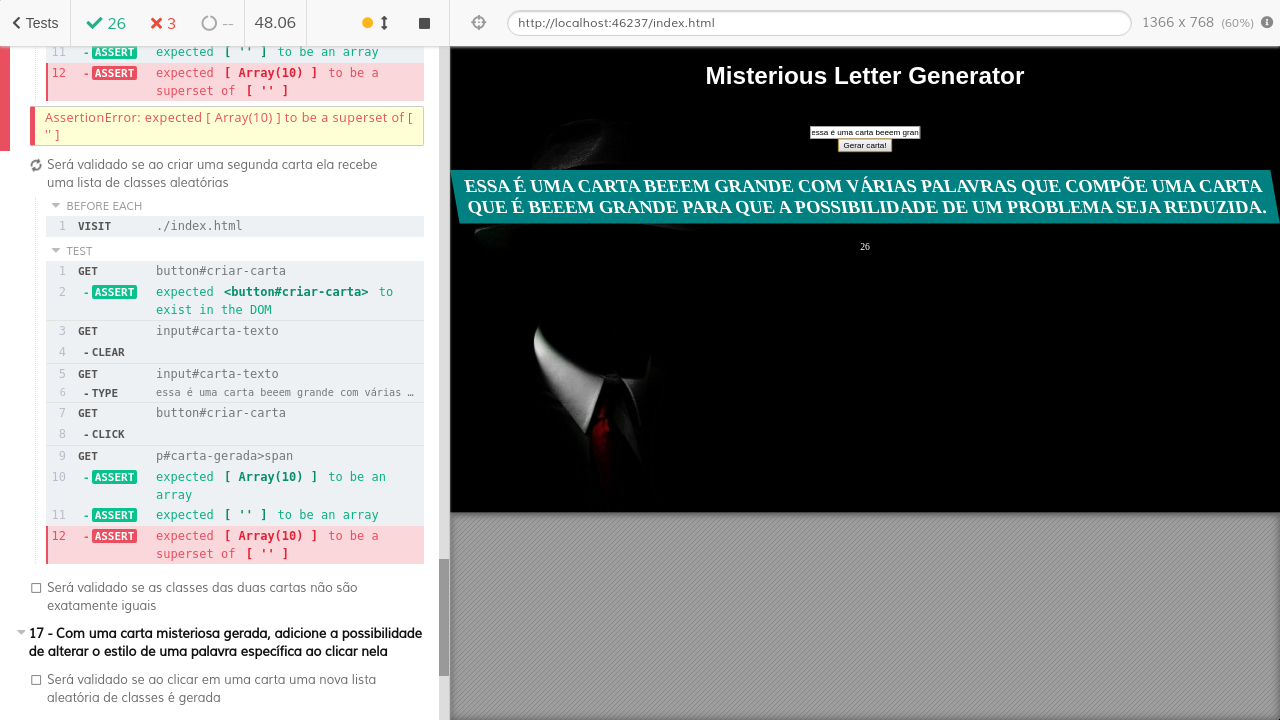 Tests
26
3
--
48.06
http://localhost:46237/index.html
1366 x 768 (60%)
11 - ASSERT expected [ '' ] to be an array
12 - ASSERT expected [ Array(10) ] to be a
superset of [ '' ]
AssertionError: expected [ Array(10) ] to be a superset of [
'' ]
Será validado se ao criar uma segunda carta ela recebe
uma lista de classes aleatórias
BEFORE EACH
1 VISIT ./index.html
TEST
1 GET button#criar-carta
2 - ASSERT expected <button#criar-carta> to
exist in the DOM
3 GET input#carta-texto
4 - CLEAR
5 GET input#carta-texto
6 - TYPE essa é uma carta beeem grande com várias …
7 GET button#criar-carta
8 - CLICK
9 GET p#carta-gerada>span
10 - ASSERT expected [ Array(10) ] to be an
array
11 - ASSERT expected [ '' ] to be an array
12 - ASSERT expected [ Array(10) ] to be a
superset of [ '' ]
Será validado se as classes das duas cartas não são
exatamente iguais
17 - Com uma carta misteriosa gerada, adicione a possibilidade
de alterar o estilo de uma palavra específica ao clicar nela
Será validado se ao clicar em uma carta uma nova lista
aleatória de classes é gerada
Misterious Letter Generator
essa é uma carta beeem gran
Gerar carta!
ESSA É UMA CARTA BEEEM GRANDE COM VÁRIAS PALAVRAS QUE COMPÕE UMA CARTA
QUE É BEEEM GRANDE PARA QUE A POSSIBILIDADE DE UM PROBLEMA SEJA REDUZIDA.
26